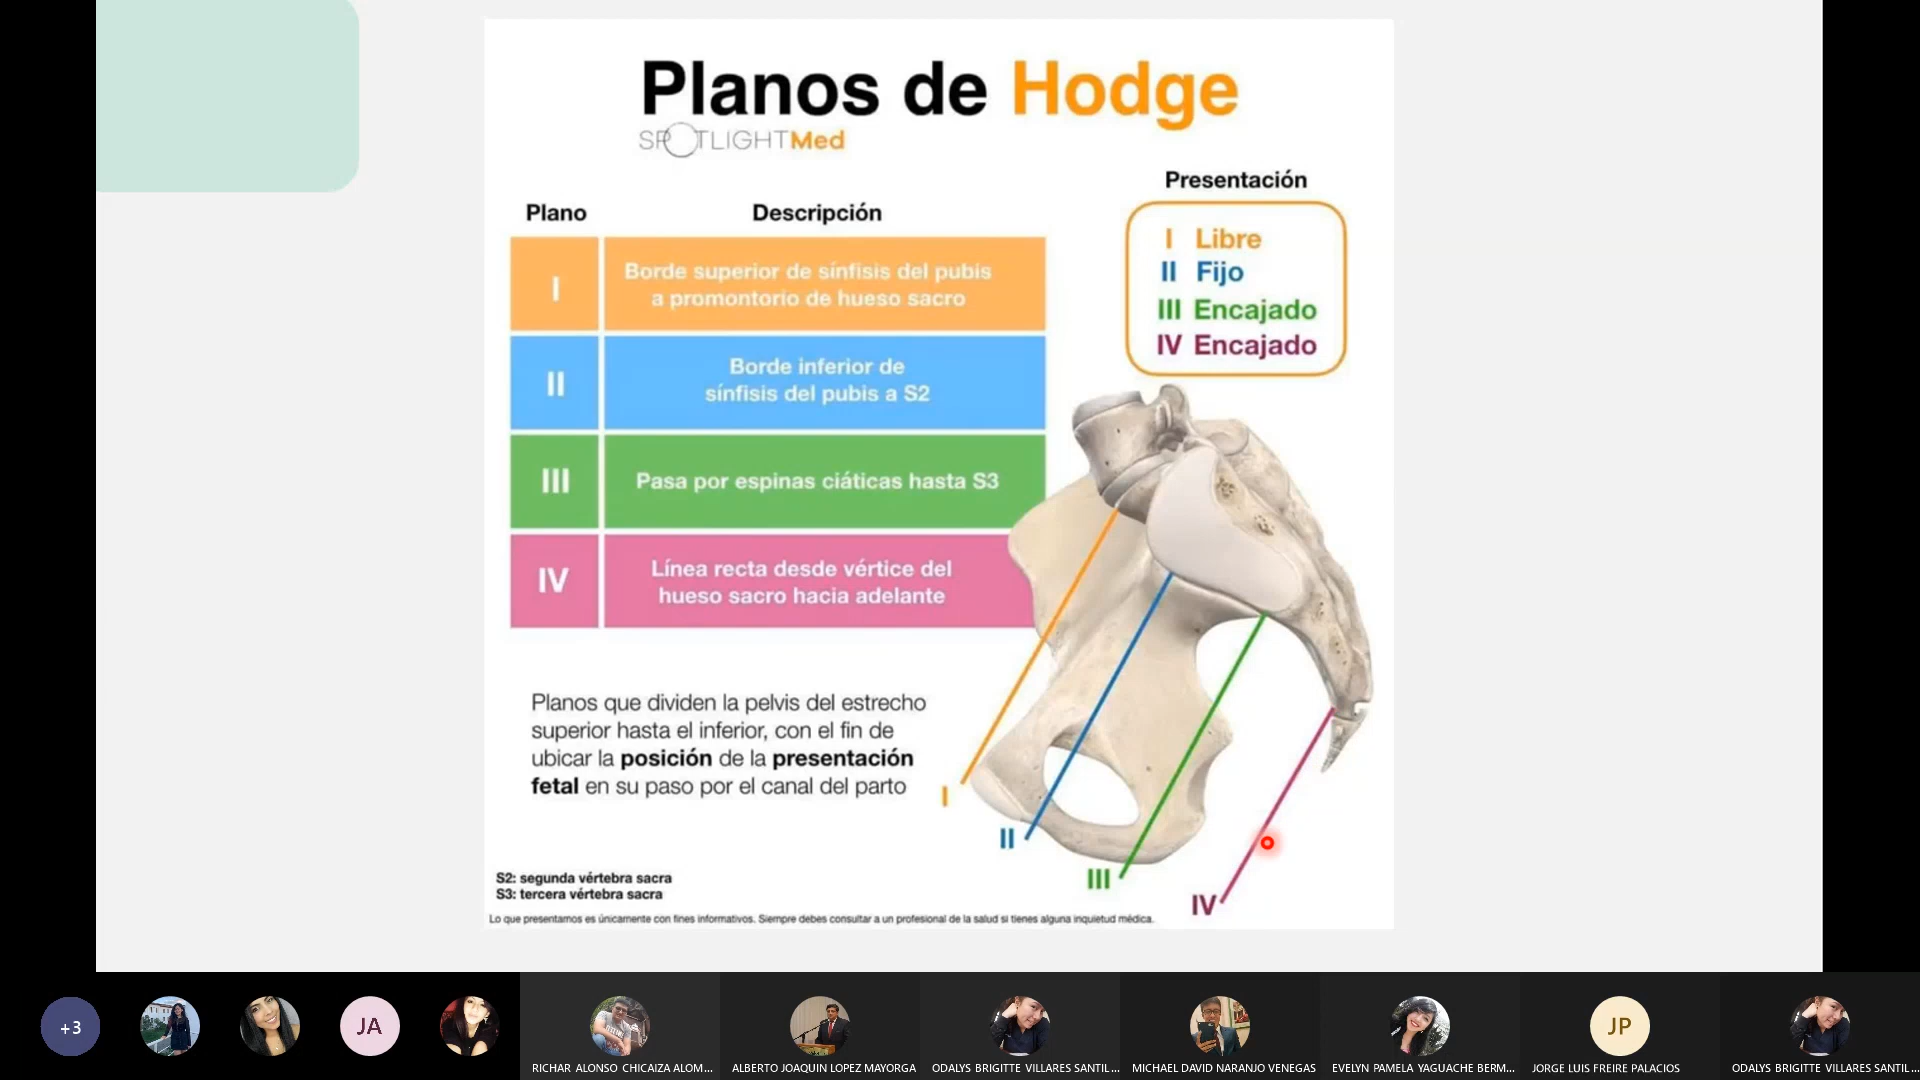 Planos de Hodge
SPOTLIGHTMed
Presentación
I Libre
II Fijo
III Encajado
IV Encajado
Plano Descripción
I
Borde superior de sínfisis del pubis
a promontorio de hueso sacro
II
Borde inferior de
sínfisis del pubis a S2
III
Pasa por espinas ciáticas hasta S3
IV
Línea recta desde vértice del
hueso sacro hacia adelante
Planos que dividen la pelvis del estrecho
superior hasta el inferior, con el fin de
ubicar la posición de la presentación
fetal en su paso por el canal del parto
I
II
III
IV
S2: segunda vértebra sacra
S3: tercera vértebra sacra
Lo que presentamos es únicamente con fines informativos. Siempre debes consultar a un profesional de la salud si tienes alguna inquietud médica.
+3
JA
JP
RICHAR ALONSO CHICAIZA ALOM...
ALBERTO JOAQUIN LOPEZ MAYORGA
ODALYS BRIGITTE VILLARES SANTIL...
MICHAEL DAVID NARANJO VENEGAS
EVELYN PAMELA YAGUACHE BERM...
JORGE LUIS FREIRE PALACIOS
ODALYS BRIGITTE VILLARES SANTIL...